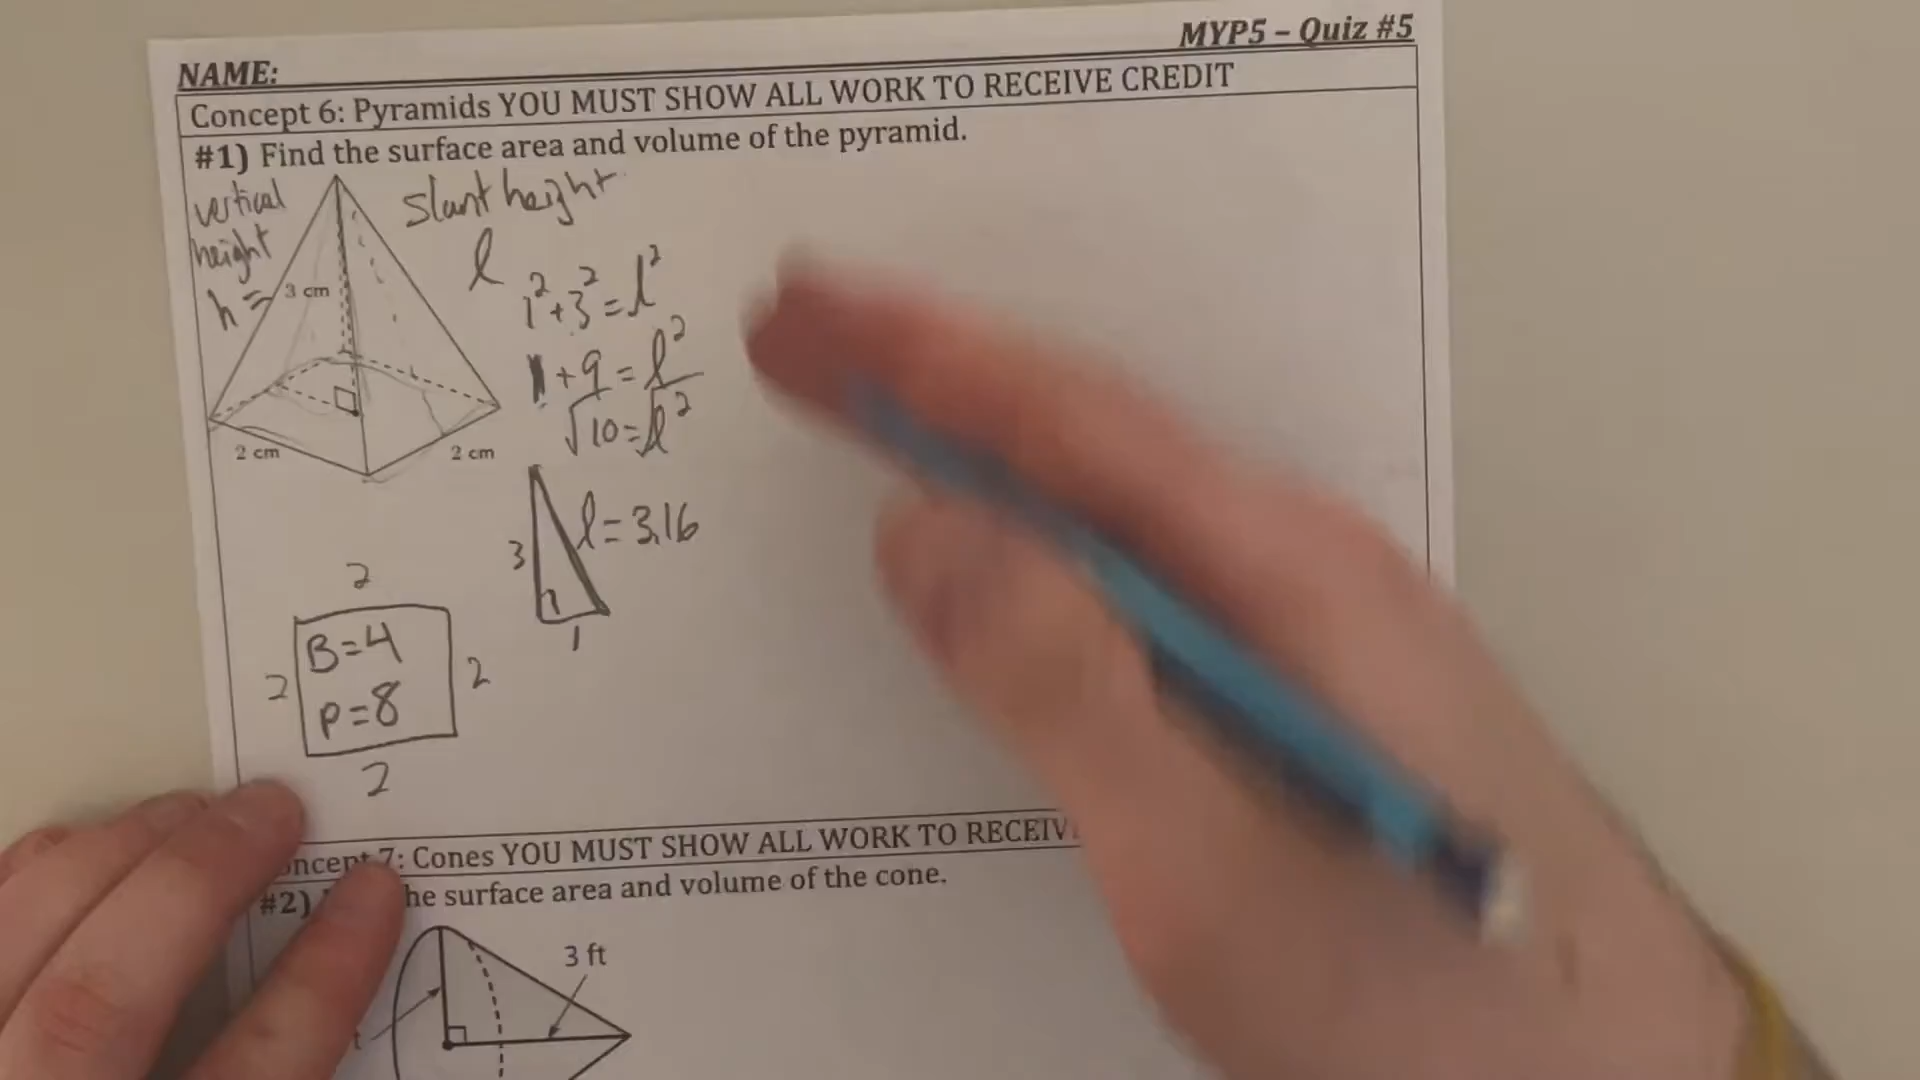 MYP5 – Quiz #5
NAME:
Concept 6: Pyramids YOU MUST SHOW ALL WORK TO RECEIVE CREDIT
#1) Find the surface area and volume of the pyramid.
vertical
height
h =
3 cm
2 cm
2 cm
slant height
l
1²+3²=l²
1+9=l²
√10=√l²
3
l=3.16
1
2
2
B=4
P=8
2
2
7: Cones YOU MUST SHOW ALL WORK TO
#2)
he surface area and volume of the cone.
3 ft